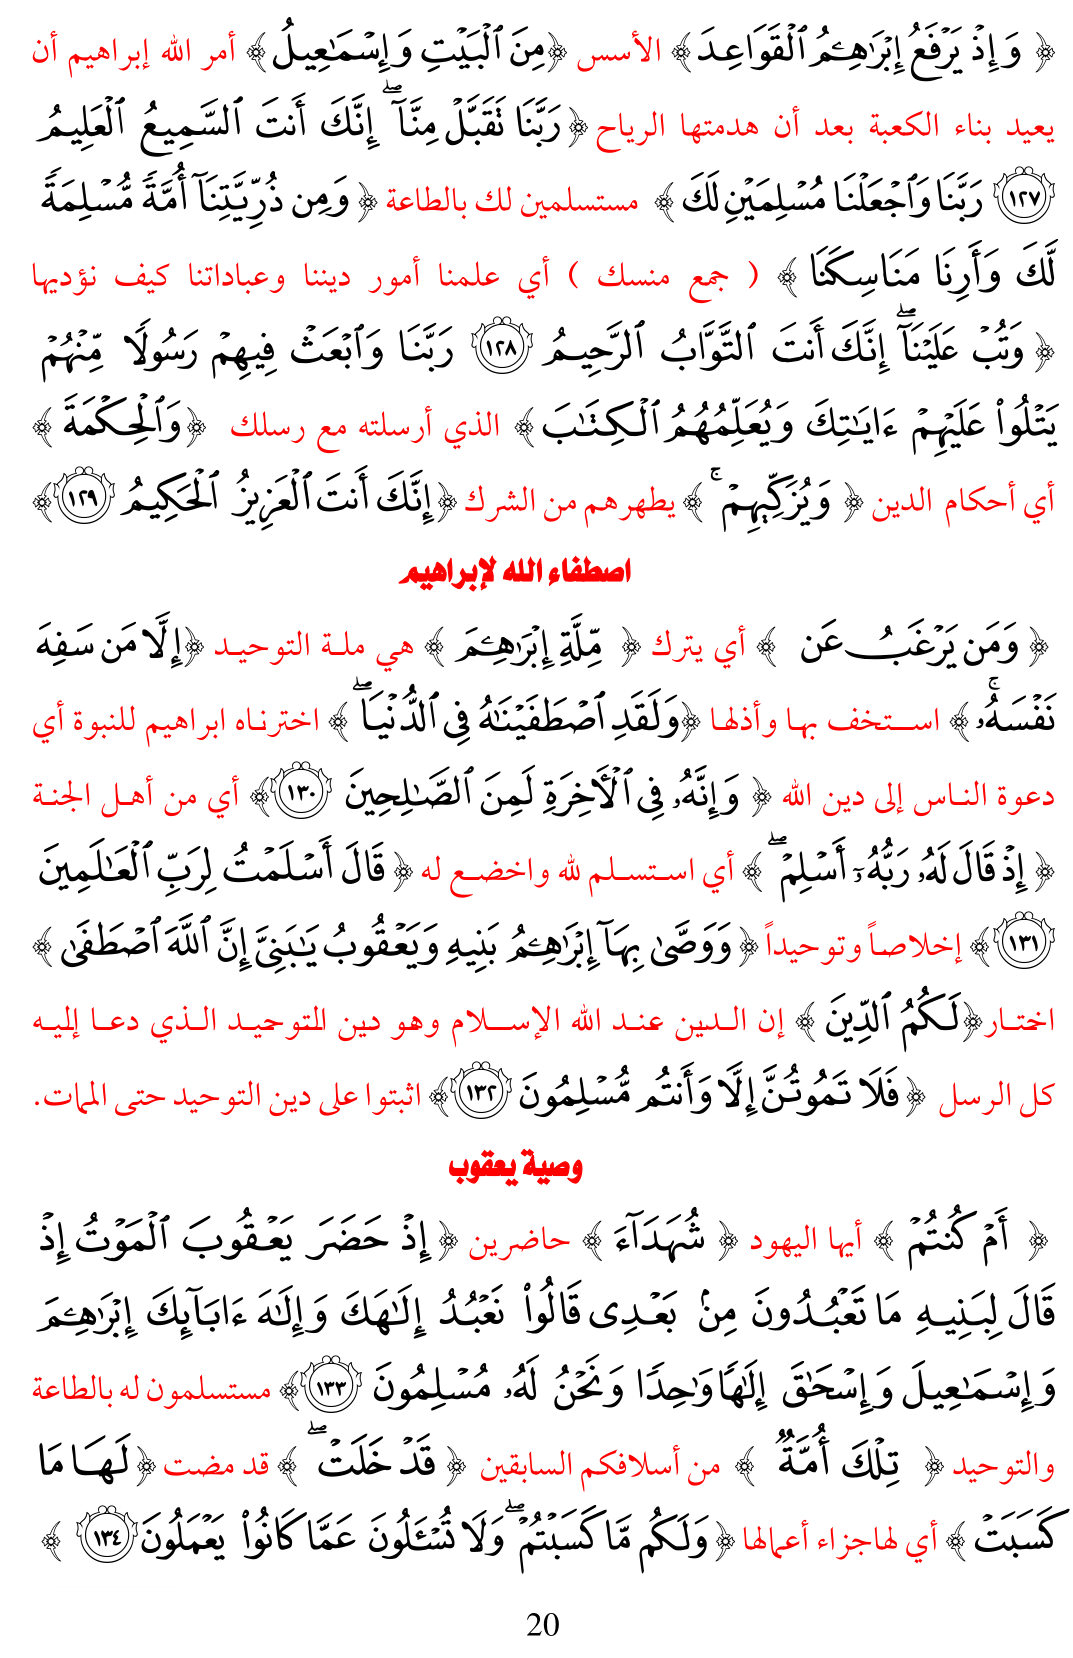 ﴿ وَإِذْ يَرْفَعُ إِبْرَٰهِـۧمُ ٱلْقَوَاعِدَ﴾ الأسس ﴿مِنَ ٱلْبَيْتِ وَإِسْمَـٰعِيلُ﴾ أمر الله إبراهيم أن
يعيد بناء الكعبة بعد أن هدمتها الرياح ﴿رَبَّنَا تَقَبَّلْ مِنَّآ ۖ إِنَّكَ أَنتَ ٱلسَّمِيعُ ٱلْعَلِيمُ
١٢٧ رَبَّنَا وَٱجْعَلْنَا مُسْلِمَيْنِ لَكَ ﴾ مستسلمين لك بالطاعة ﴿ وَمِن ذُرِّيَّتِنَآ أُمَّةً مُّسْلِمَةً
لَّكَ وَأَرِنَا مَنَاسِكَنَا ﴾ ( جمع منسك ) أي علمنا أمور ديننا وعباداتنا كيف نؤديها
﴿ وَتُبْ عَلَيْنَآ ۖ إِنَّكَ أَنتَ ٱلتَّوَّابُ ٱلرَّحِيمُ ١٢٨ رَبَّنَا وَٱبْعَثْ فِيهِمْ رَسُولًا مِّنْهُمْ
يَتْلُوا۟ عَلَيْهِمْ ءَايَـٰتِكَ وَيُعَلِّمُهُمُ ٱلْكِتَـٰبَ ﴾ الذي أرسلته مع رسلك ﴿وَٱلْحِكْمَةَ ﴾
أي أحكام الدين ﴿ وَيُزَكِّيهِمْ ۚ ﴾ يطهرهم من الشرك ﴿إِنَّكَ أَنتَ ٱلْعَزِيزُ ٱلْحَكِيمُ ١٢٩﴾
اصطفاء الله لإبراهيم
﴿ وَمَن يَرْغَبُ عَن ﴾ أي يترك ﴿ مِّلَّةِ إِبْرَٰهِـۧمَ ﴾ هي ملة التوحيد ﴿إِلَّا مَن سَفِهَ
نَفْسَهُۥ ۚ ﴾ استخف بها وأذلها ﴿وَلَقَدِ ٱصْطَفَيْنَـٰهُ فِى ٱلدُّنْيَا ۖ ﴾ اخترناه ابراهيم للنبوة أي
دعوة الناس إلى دين الله ﴿ وَإِنَّهُۥ فِى ٱلْـَٔاخِرَةِ لَمِنَ ٱلصَّـٰلِحِينَ ١٣٠﴾ أي من أهل الجنة
﴿ إِذْ قَالَ لَهُۥ رَبُّهُۥٓ أَسْلِمْ ۖ ﴾ أي استسلم لله واخضع له ﴿ قَالَ أَسْلَمْتُ لِرَبِّ ٱلْعَـٰلَمِينَ
١٣١﴾ إخلاصاً وتوحيداً ﴿ وَوَصَّىٰ بِهَآ إِبْرَٰهِـۧمُ بَنِيهِ وَيَعْقُوبُ يَـٰبَنِىَّ إِنَّ ٱللَّهَ ٱصْطَفَىٰ ﴾
اختار ﴿لَكُمُ ٱلدِّينَ ﴾ إن الدين عند الله الإسلام وهو دين التوحيد الذي دعا إليه
كل الرسل ﴿ فَلَا تَمُوتُنَّ إِلَّا وَأَنتُم مُّسْلِمُونَ ١٣٢﴾ اثبتوا على دين التوحيد حتى الممات.
وصية يعقوب
﴿ أَمْ كُنتُمْ ﴾ أيها اليهود ﴿ شُهَدَآءَ ﴾ حاضرين ﴿ إِذْ حَضَرَ يَعْقُوبَ ٱلْمَوْتُ إِذْ
قَالَ لِبَنِيهِ مَا تَعْبُدُونَ مِنۢ بَعْدِى قَالُوا۟ نَعْبُدُ إِلَـٰهَكَ وَإِلَـٰهَ ءَابَآئِكَ إِبْرَٰهِـۧمَ
وَإِسْمَـٰعِيلَ وَإِسْحَـٰقَ إِلَـٰهًا وَٰحِدًا وَنَحْنُ لَهُۥ مُسْلِمُونَ ١٣٣﴾ مستسلمون له بالطاعة
والتوحيد ﴿ تِلْكَ أُمَّةٌ ﴾ من أسلافكم السابقين ﴿ قَدْ خَلَتْ ۖ ﴾ قد مضت ﴿لَهَا مَا
كَسَبَتْ ﴾ أي لهاجزاء أعمالها ﴿ وَلَكُم مَّا كَسَبْتُمْ ۖ وَلَا تُسْـَٔلُونَ عَمَّا كَانُوا۟ يَعْمَلُونَ ١٣٤ ﴾
20